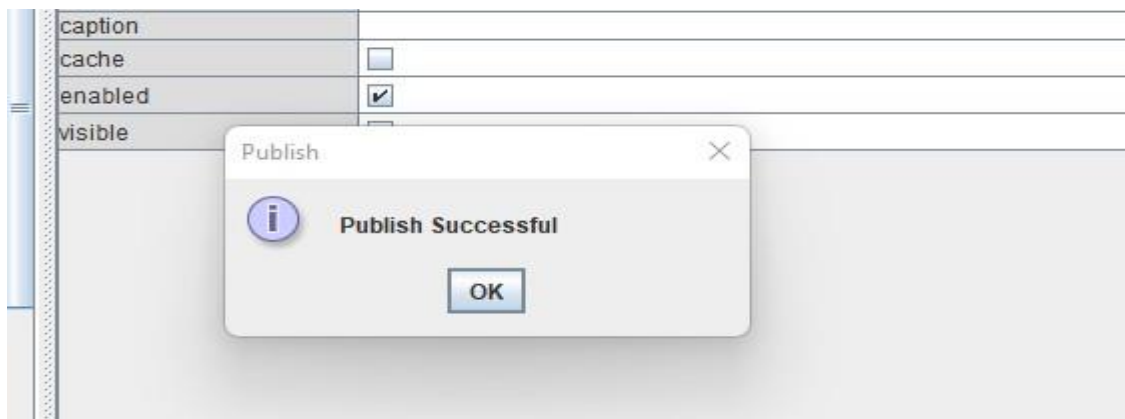 caption
cache
enabled
visible
Publish
Publish Successful
OK